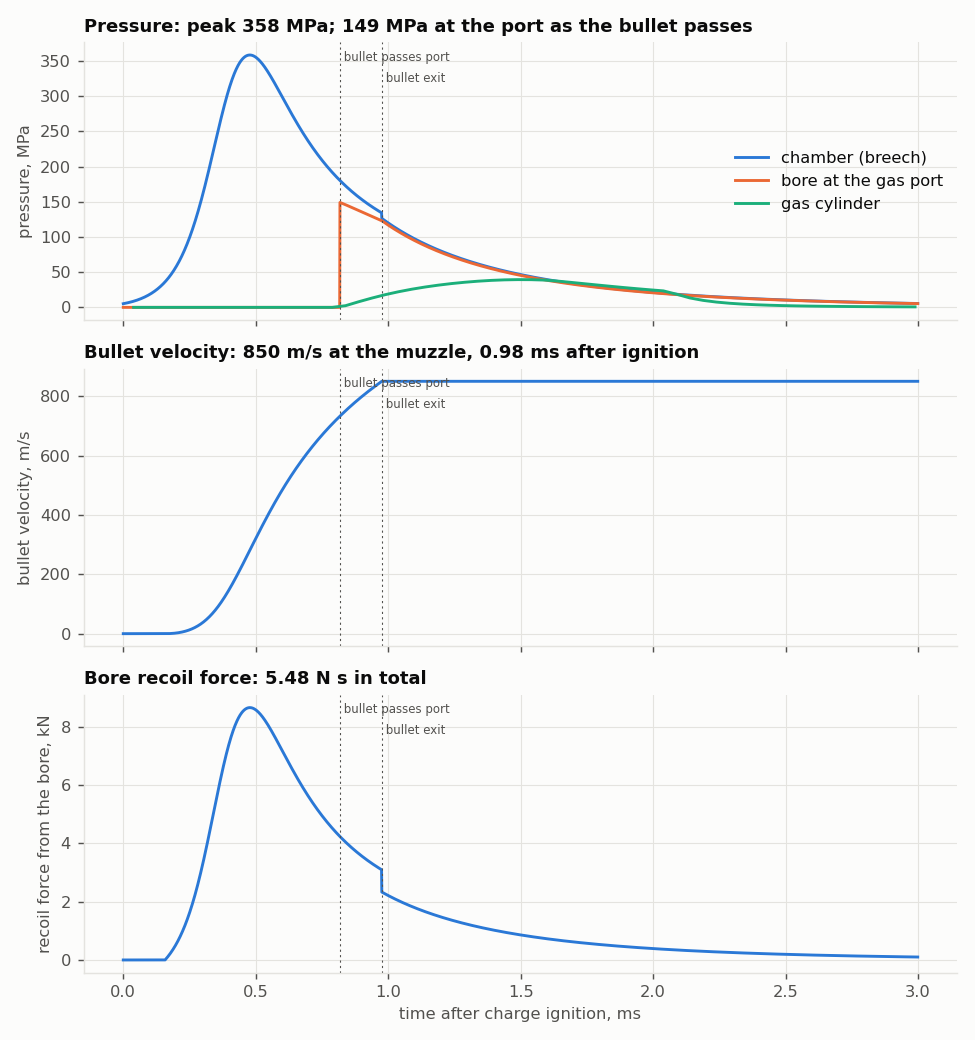 Pressure: peak 358 MPa; 149 MPa at the port as the bullet passes
pressure, MPa
350
300
250
200
150
100
50
0
bullet passes port
bullet exit
chamber (breech)
bore at the gas port
gas cylinder
Bullet velocity: 850 m/s at the muzzle, 0.98 ms after ignition
bullet velocity, m/s
800
600
400
200
0
bullet passes port
bullet exit
Bore recoil force: 5.48 N s in total
recoil force from the bore, kN
8
6
4
2
0
bullet passes port
bullet exit
0.0 0.5 1.0 1.5 2.0 2.5 3.0
time after charge ignition, ms